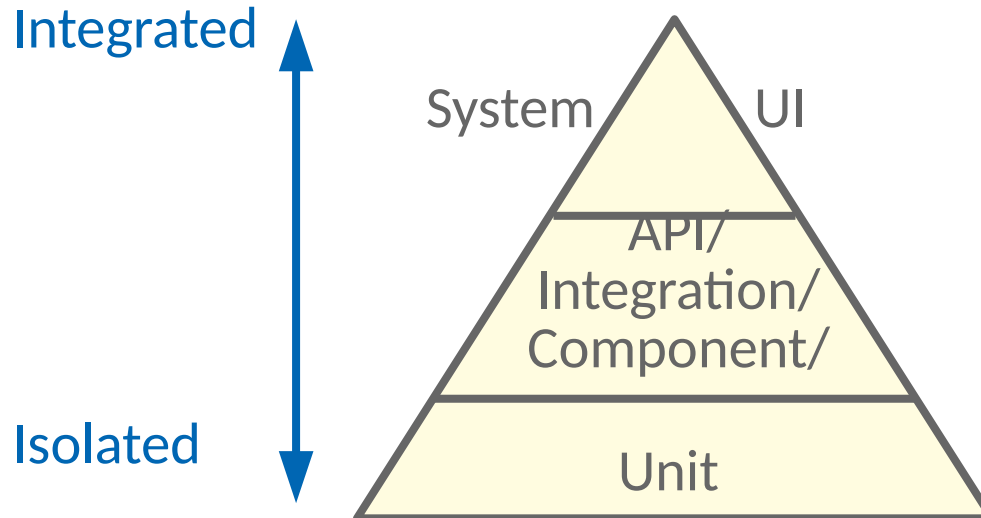 Integrated
System
UI
API/
Integration/
Component/
Isolated
Unit